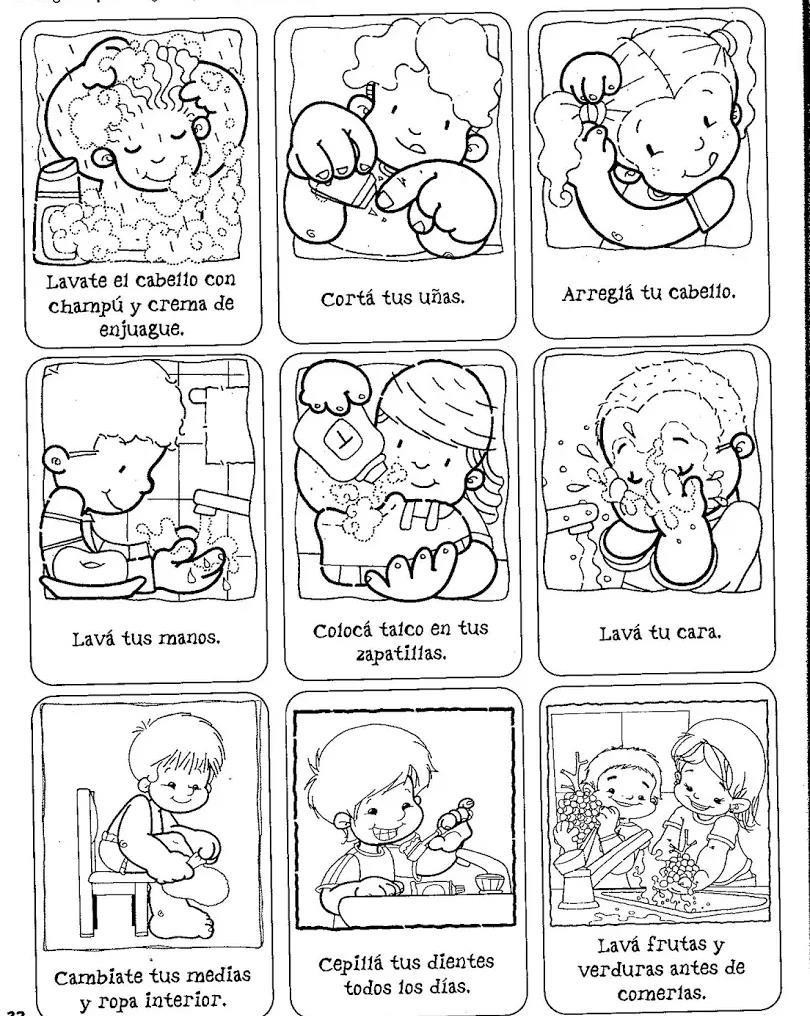 Lavate el cabello con
champú y crema de
enjuague.
Cortá tus uñas.
Arreglá tu cabello.
Lavá tus manos.
Colocá talco en tus
zapatillas.
Lavá tu cara.
Cambiate tus medias
y ropa interior.
Cepillá tus dientes
todos los días.
Lavá frutas y
verduras antes de
comerlas.